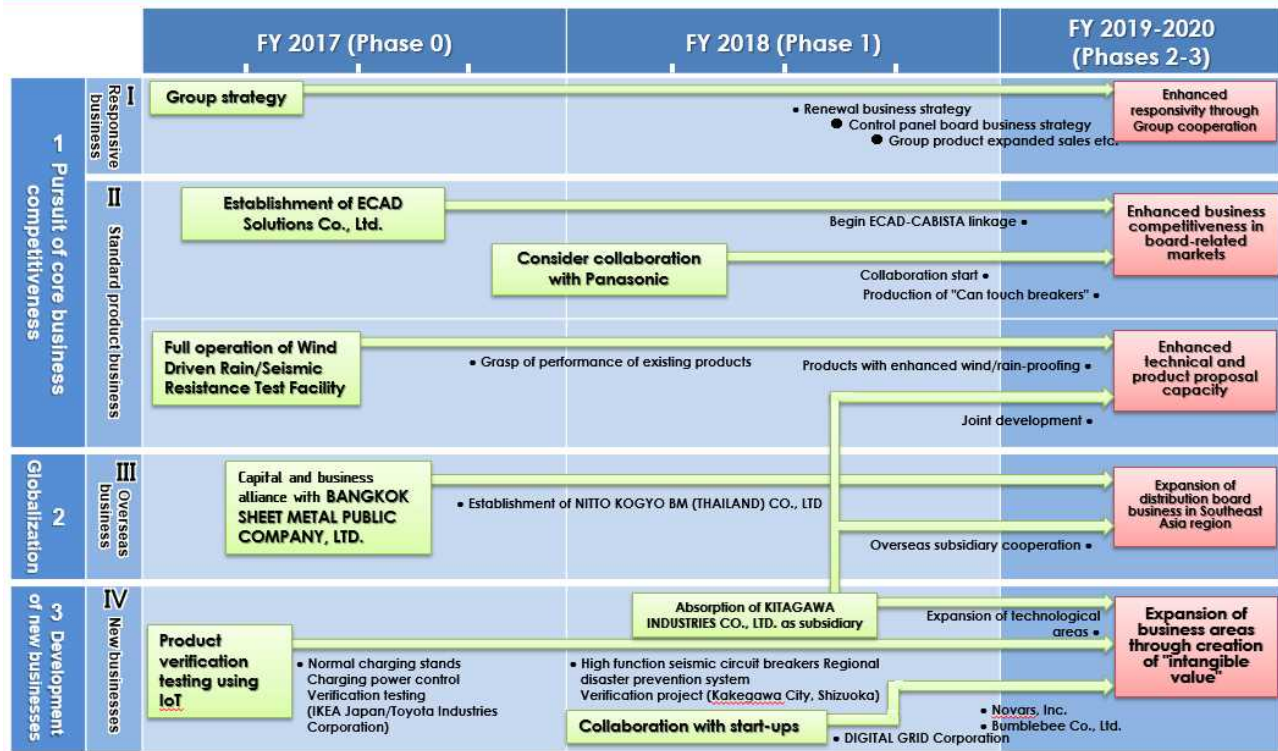 FY 2017 (Phase 0)
FY 2018 (Phase 1)
FY 2019-2020
(Phases 2-3)
1 Pursuit of core business
competitiveness
I
Responsive
business
Group strategy
• Renewal business strategy
● Control panel board business strategy
● Group product expanded sales etc.
Enhanced
responsivity through
Group cooperation
II
Standard product business
Establishment of ECAD
Solutions Co., Ltd.
Begin ECAD-CABISTA linkage •
Consider collaboration
with Panasonic
Collaboration start •
Production of "Can touch breakers" •
Enhanced business
competitiveness in
board-related
markets
Full operation of Wind
Driven Rain/Seismic
Resistance Test Facility
• Grasp of performance of existing products
Products with enhanced wind/rain-proofing •
Joint development •
Enhanced
technical and
product proposal
capacity
2
Globalization
III
Overseas
business
Capital and business
alliance with BANGKOK
SHEET METAL PUBLIC
COMPANY, LTD.
• Establishment of NITTO KOGYO BM (THAILAND) CO., LTD
Overseas subsidiary cooperation •
Expansion of
distribution board
business in Southeast
Asia region
3 Development
of new businesses
IV
New businesses
Absorption of KITAGAWA
INDUSTRIES CO., LTD. as subsidiary
Expansion of technological
areas •
Product
verification
testing using
IoT
• Normal charging stands
Charging power control
Verification testing
(IKEA Japan/Toyota Industries
Corporation)
• High function seismic circuit breakers Regional
disaster prevention system
Verification project (Kakegawa City, Shizuoka)
Collaboration with start-ups
• DIGITAL GRID Corporation
• Novars, Inc.
• Bumblebee Co., Ltd.
Expansion of
business areas
through creation
of "intangible
value"